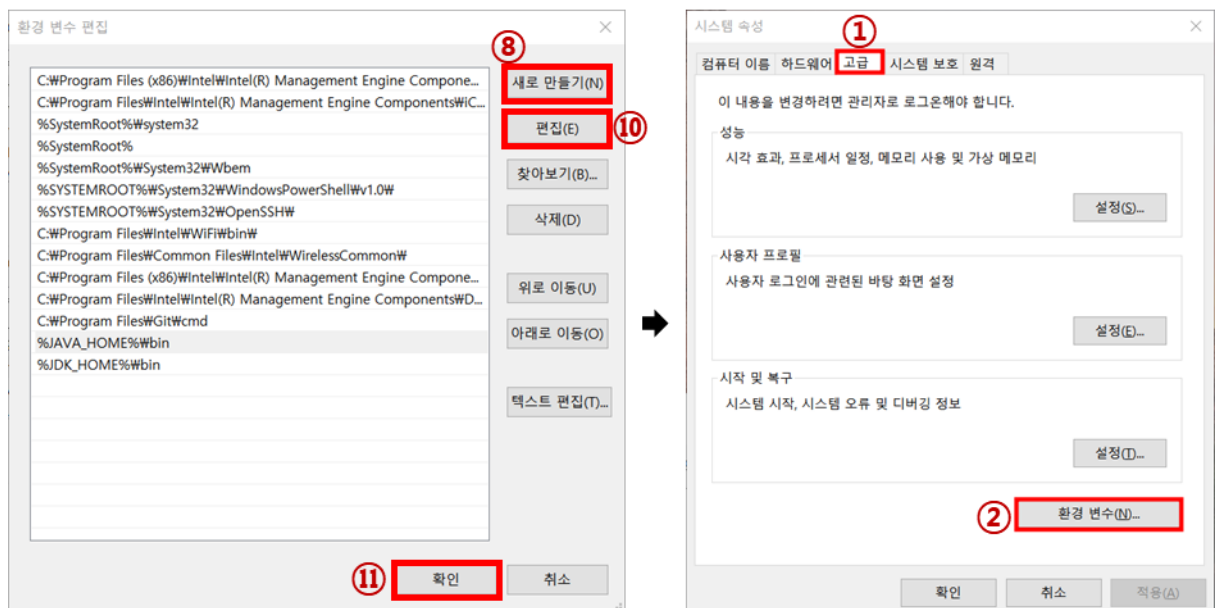 환경 변수 편집
⑧
C:₩Program Files (x86)₩Intel₩Intel(R) Management Engine Compone...
새로 만들기(N)
C:₩Program Files₩Intel₩Intel(R) Management Engine Components₩iC...
%SystemRoot%₩system32
편집(E)
⑩
%SystemRoot%
%SystemRoot%₩System32₩Wbem
찾아보기(B)...
%SYSTEMROOT%₩System32₩WindowsPowerShell₩v1.0₩
%SYSTEMROOT%₩System32₩OpenSSH₩
삭제(D)
C:₩Program Files₩Intel₩WiFi₩bin₩
C:₩Program Files₩Common Files₩Intel₩WirelessCommon₩
C:₩Program Files (x86)₩Intel₩Intel(R) Management Engine Compone...
위로 이동(U)
C:₩Program Files₩Intel₩Intel(R) Management Engine Components₩D...
C:₩Program Files₩Git₩cmd
아래로 이동(O)
%JAVA_HOME%₩bin
%JDK_HOME%₩bin
텍스트 편집(T)...
⑪
확인
취소
시스템 속성
①
컴퓨터 이름
하드웨어
고급
시스템 보호
원격
이 내용을 변경하려면 관리자로 로그온해야 합니다.
성능
시각 효과, 프로세서 일정, 메모리 사용 및 가상 메모리
설정(S)...
사용자 프로필
사용자 로그인에 관련된 바탕 화면 설정
설정(E)...
시작 및 복구
시스템 시작, 시스템 오류 및 디버깅 정보
설정(T)...
②
환경 변수(N)...
확인
취소
적용(A)